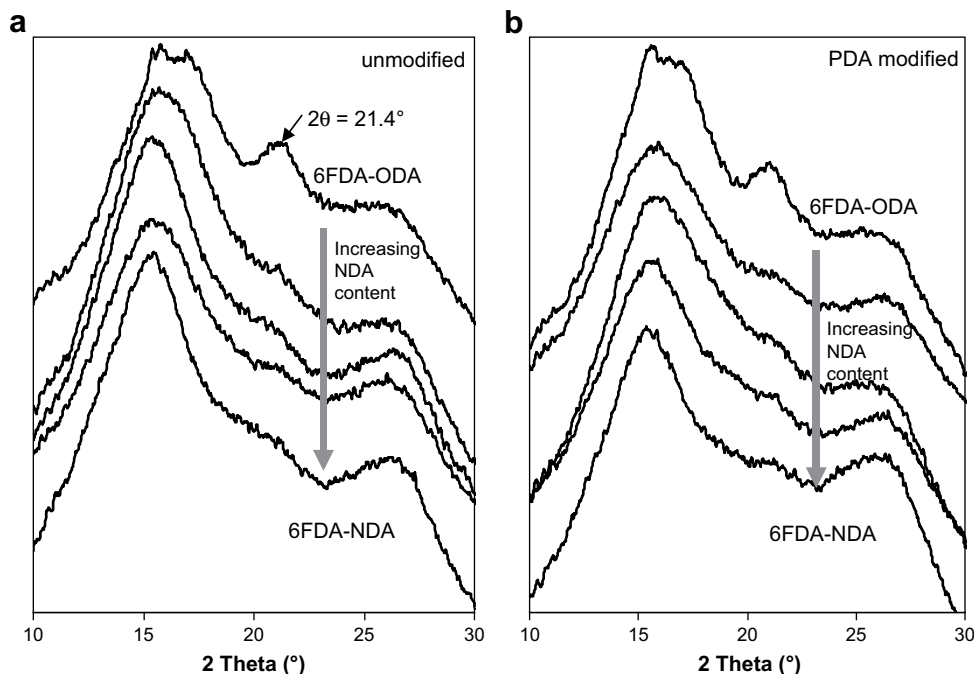 a
unmodified
2θ = 21.4°
6FDA-ODA
Increasing
NDA
content
6FDA-NDA
10
15
20
25
30
2 Theta (°)
b
PDA modified
6FDA-ODA
Increasing
NDA
content
6FDA-NDA
10
15
20
25
30
2 Theta (°)